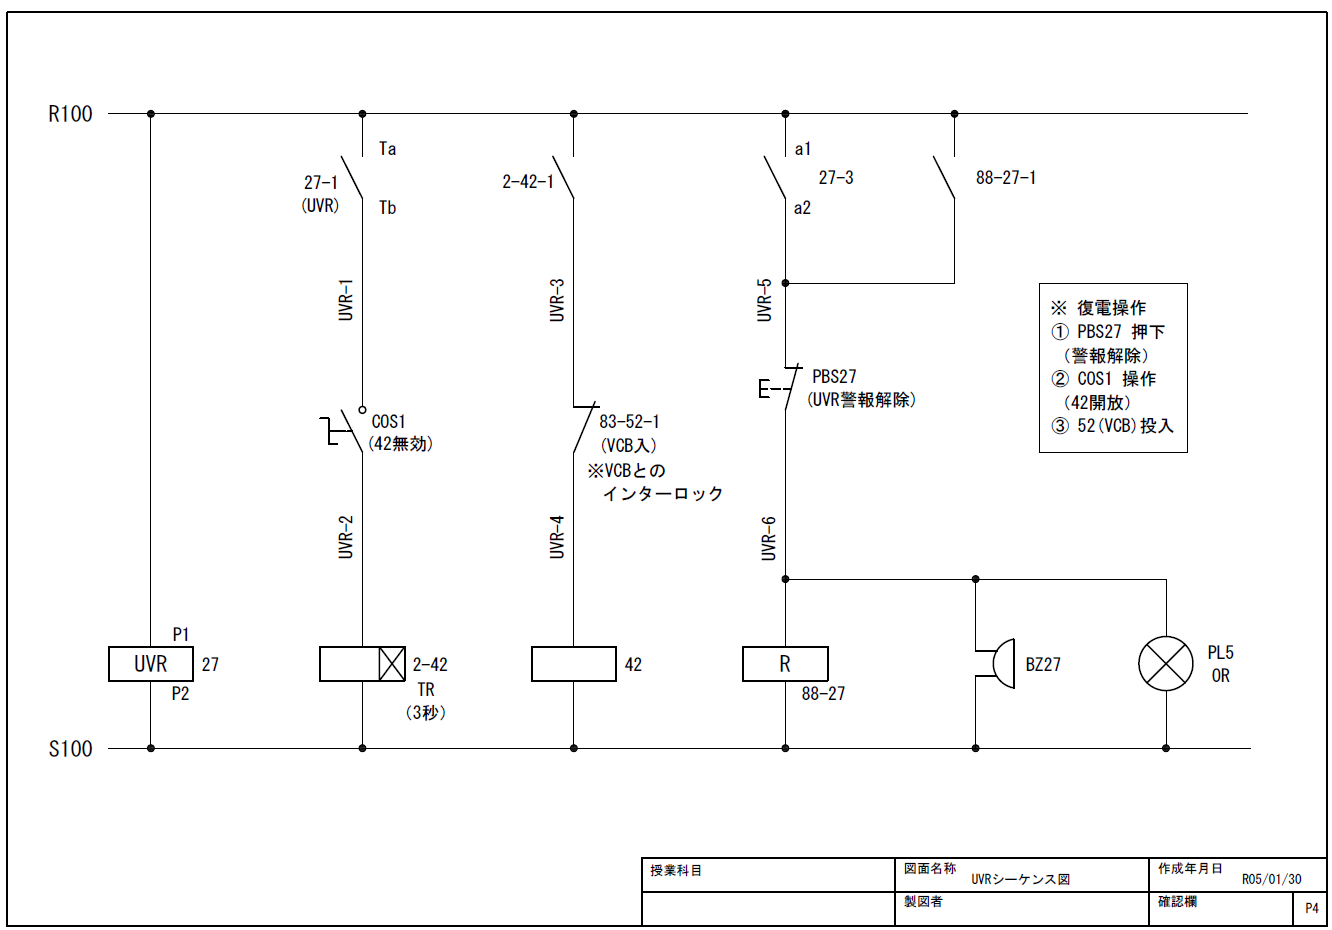 R100
Ta
27-1
(UVR)
Tb
UVR-1
COS1
(42無効)
UVR-2
2-42-1
UVR-3
83-52-1
(VCB入)
※VCBとの
インターロック
UVR-4
a1
27-3
a2
88-27-1
UVR-5
PBS27
(UVR警報解除)
UVR-6
※ 復電操作
① PBS27 押下
(警報解除)
② COS1 操作
(42開放)
③ 52(VCB)投入
P1
UVR
27
P2
2-42
TR
(3秒)
42
R
88-27
BZ27
PL5
OR
S100
授業科目
図面名称
UVRシーケンス図
作成年月日
R05/01/30
製図者
確認欄
P4